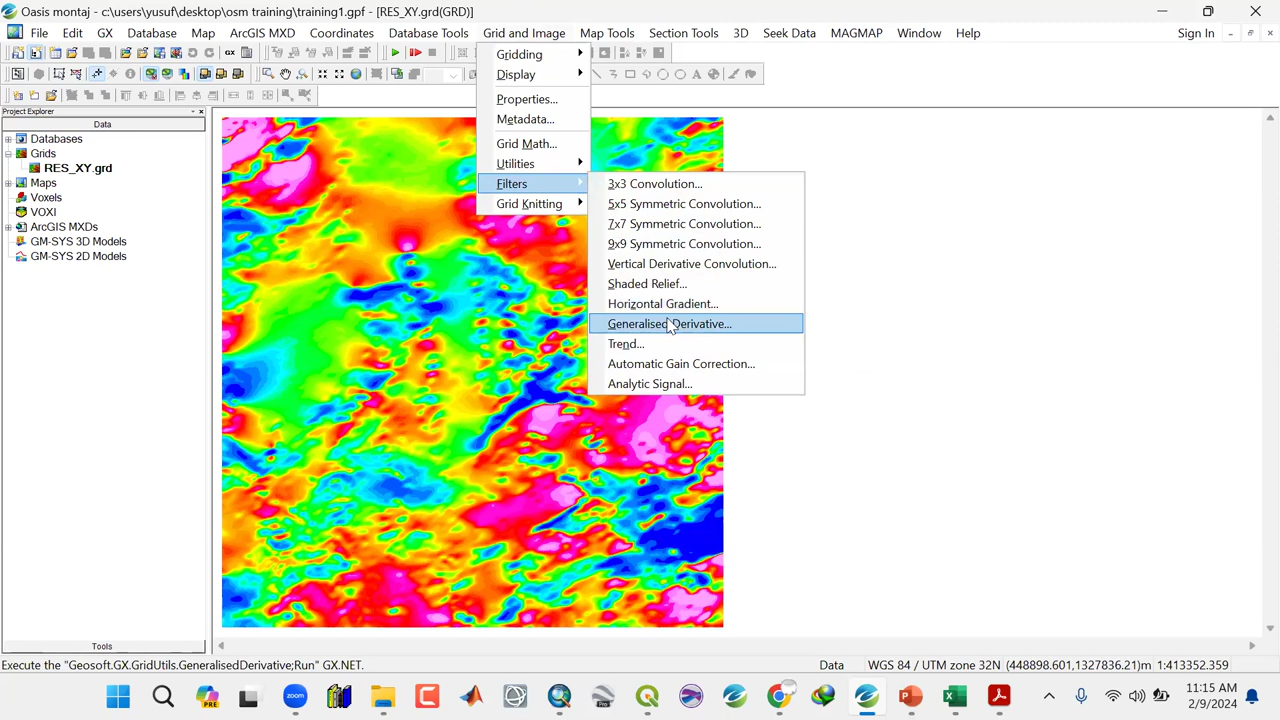 Oasis montaj - c:\users\yusuf\desktop\osm training\training1.gpf - [RES_XY.grd(GRD)]
File Edit GX Database Map ArcGIS MXD Coordinates Database Tools Grid and Image Map Tools Section Tools 3D Seek Data MAGMAP Window Help Sign In
GX
Project Explorer
Data
Databases
Grids
RES_XY.grd
Maps
Voxels
VOXI
ArcGIS MXDs
GM-SYS 3D Models
GM-SYS 2D Models
Tools
Gridding
Display
Properties...
Metadata...
Grid Math...
Utilities
Filters
Grid Knitting
3x3 Convolution...
5x5 Symmetric Convolution...
7x7 Symmetric Convolution...
9x9 Symmetric Convolution...
Vertical Derivative Convolution...
Shaded Relief...
Horizontal Gradient...
Generalised Derivative...
Trend...
Automatic Gain Correction...
Analytic Signal...
Execute the "Geosoft.GX.GridUtils.GeneralisedDerivative;Run" GX.NET.
Data WGS 84 / UTM zone 32N (448898.601,1327836.21)m 1:413352.359
PRE
zoom
Pro
11:15 AM
2/9/2024